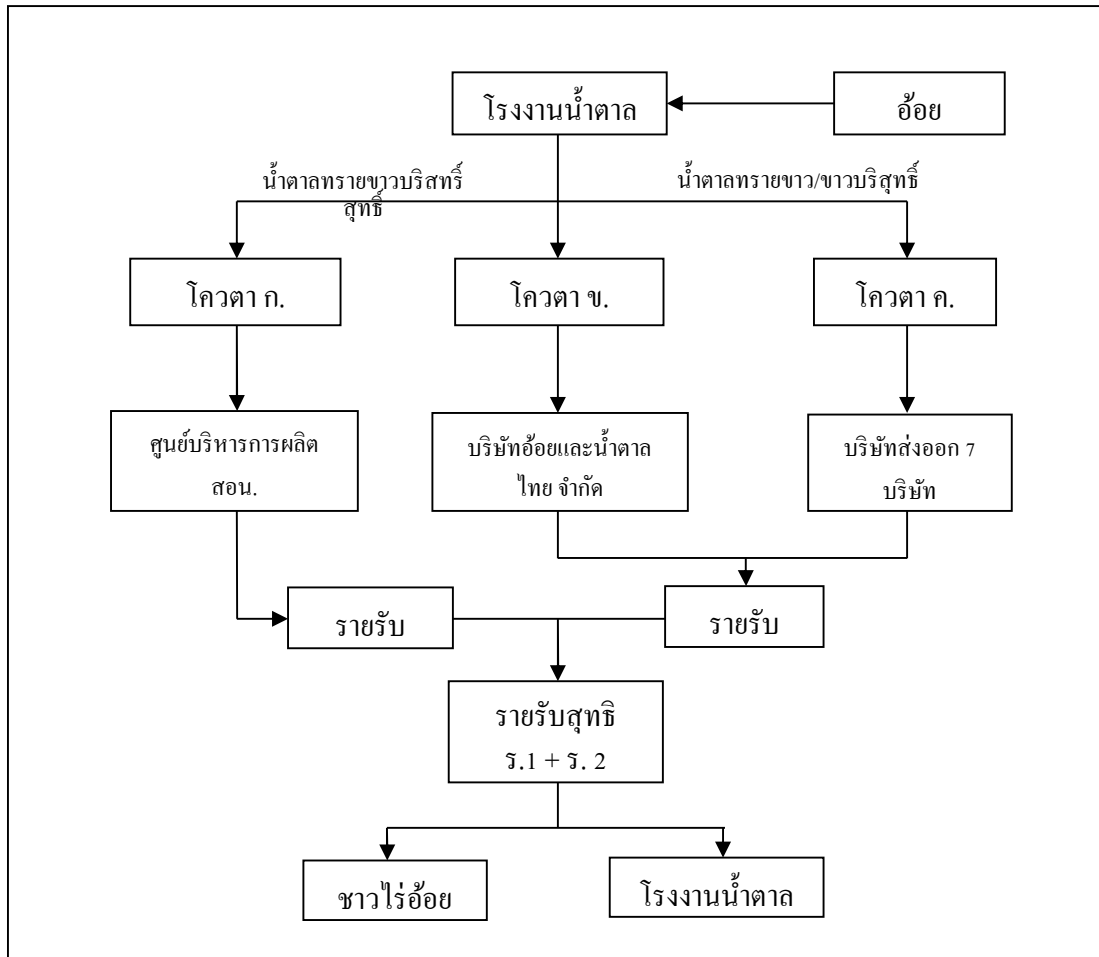 โรงงานน้ำตาล
อ้อย
น้ำตาลทรายขาวบริสทริ์
สุทธิ์
น้ำตาลทรายขาว/ขาวบริสุทธิ์
โควตา ก.
โควตา ข.
โควตา ค.
ศูนย์บริหารการผลิต
สอน.
บริษัทอ้อยและน้ำตาล
ไทย จำกัด
บริษัทส่งออก 7
บริษัท
รายรับ
รายรับ
รายรับสุทธิ
ร.1 + ร. 2
ชาวไร่อ้อย
โรงงานน้ำตาล